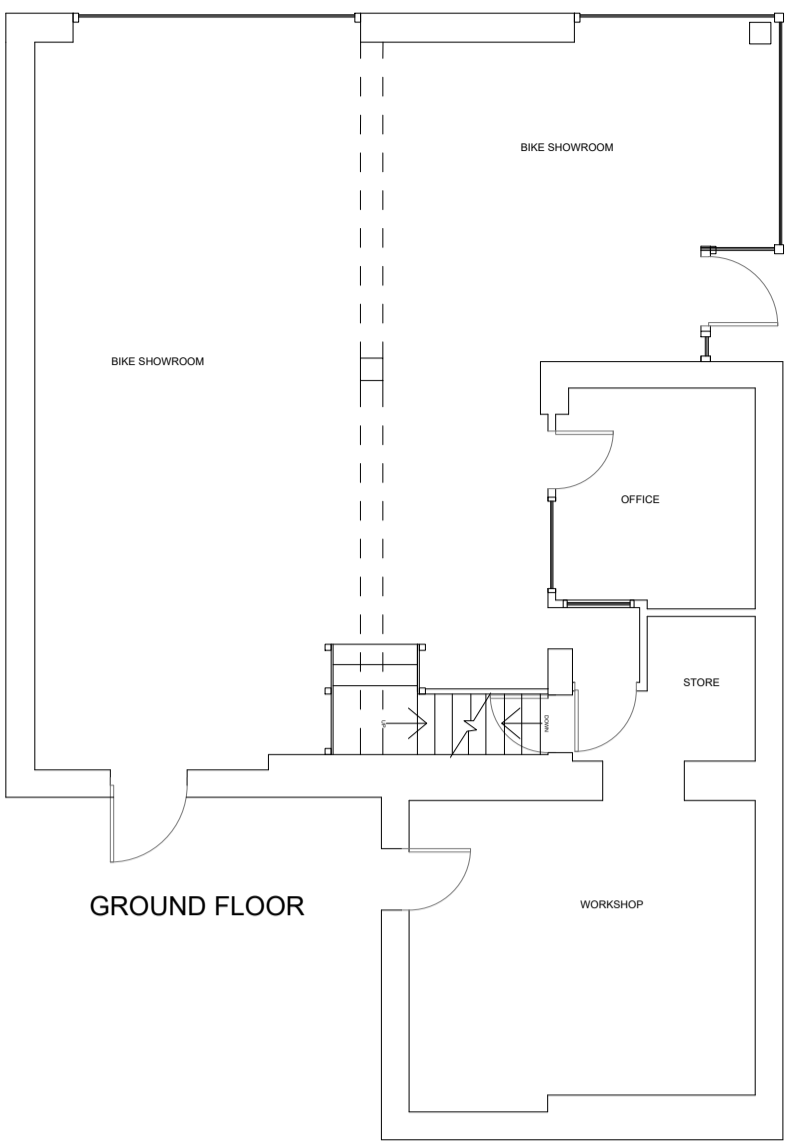 BIKE SHOWROOM
BIKE SHOWROOM
OFFICE
STORE
UP
DOWN
GROUND FLOOR
WORKSHOP